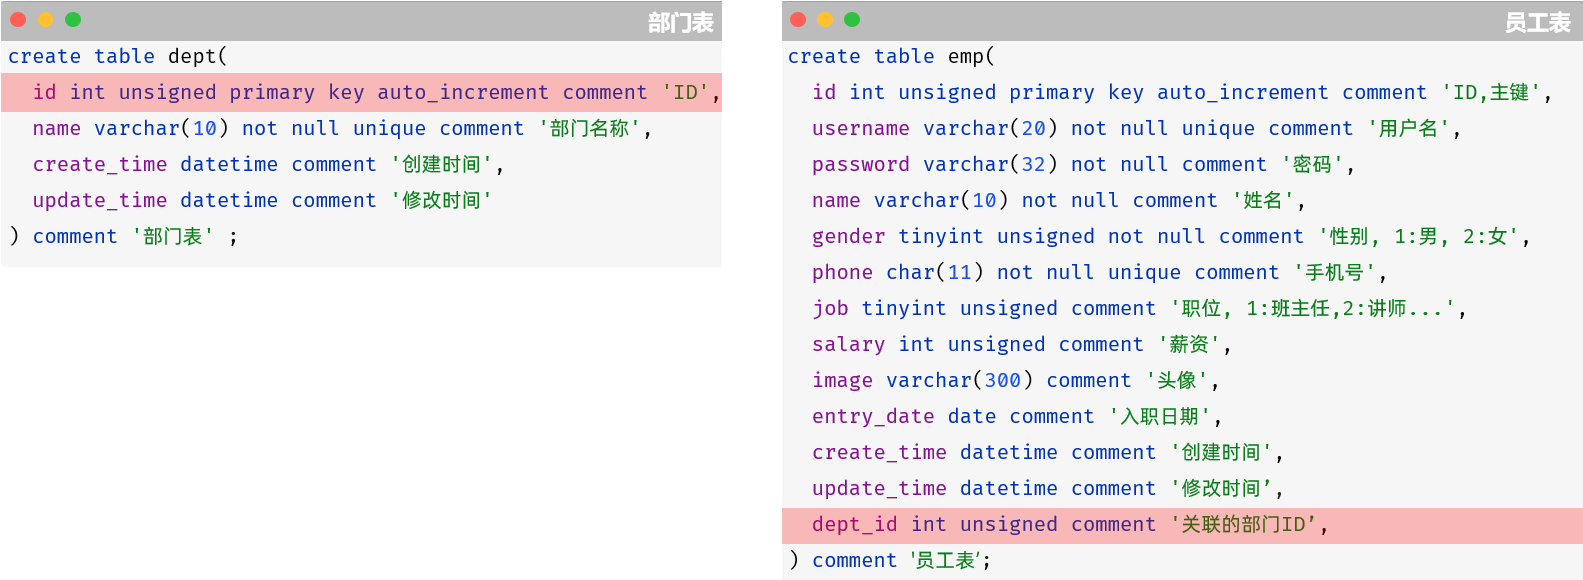 部门表
create table dept(
id int unsigned primary key auto_increment comment 'ID',
name varchar(10) not null unique comment '部门名称',
create_time datetime comment '创建时间',
update_time datetime comment '修改时间'
) comment '部门表' ;
员工表
create table emp(
id int unsigned primary key auto_increment comment 'ID,主键',
username varchar(20) not null unique comment '用户名',
password varchar(32) not null comment '密码',
name varchar(10) not null comment '姓名',
gender tinyint unsigned not null comment '性别, 1:男, 2:女',
phone char(11) not null unique comment '手机号',
job tinyint unsigned comment '职位, 1:班主任,2:讲师...',
salary int unsigned comment '薪资',
image varchar(300) comment '头像',
entry_date date comment '入职日期',
create_time datetime comment '创建时间',
update_time datetime comment '修改时间’,
dept_id int unsigned comment '关联的部门ID’,
) comment '员工表';